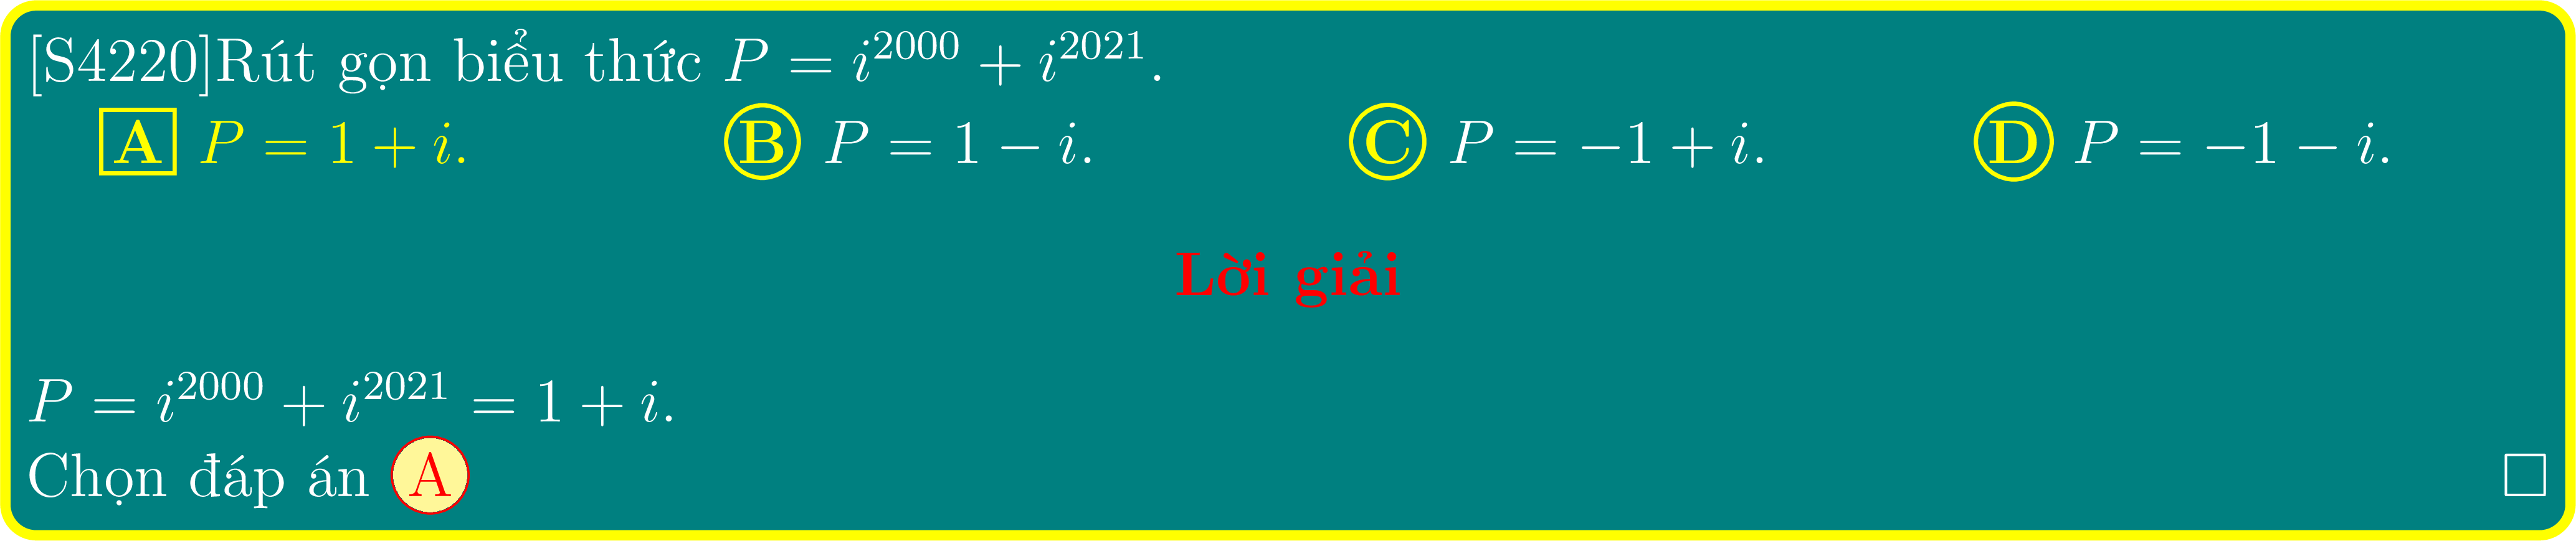 [S4220]Rút gọn biểu thức P = i^2000 + i^2021.
A P = 1 + i. B P = 1 − i. C P = −1 + i. D P = −1 − i.
Lời giải
P = i^2000 + i^2021 = 1 + i.
Chọn đáp án A □